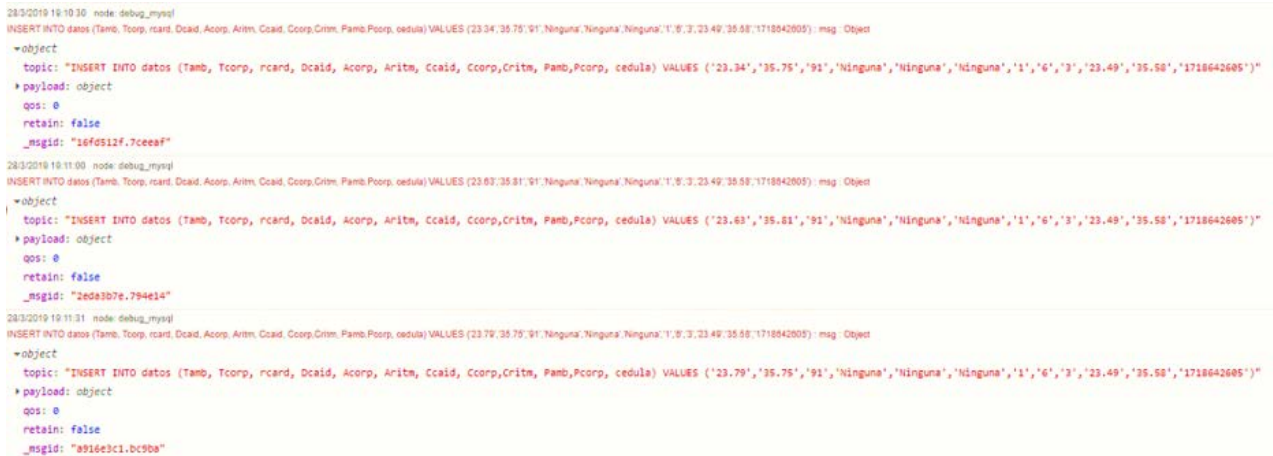 28/3/2019 19:10:30 node: debug_mysql
INSERT INTO datos (Tamb, Tcorp, rcard, Dcaid, Acorp, Aritm, Ccaid, Ccorp,Critm, Pamb,Pcorp, cedula) VALUES ('23.34','35.75','91','Ninguna','Ninguna','Ninguna','1','6','3','23.49','35.58','1718642605') : msg : Object
▾object
topic: "INSERT INTO datos (Tamb, Tcorp, rcard, Dcaid, Acorp, Aritm, Ccaid, Ccorp,Critm, Pamb,Pcorp, cedula) VALUES ('23.34','35.75','91','Ninguna','Ninguna','Ninguna','1','6','3','23.49','35.58','1718642605')"
▸payload: object
qos: 0
retain: false
_msgid: "16fd512f.7ceeaf"
28/3/2019 19:11:00 node: debug_mysql
INSERT INTO datos (Tamb, Tcorp, rcard, Dcaid, Acorp, Aritm, Ccaid, Ccorp,Critm, Pamb,Pcorp, cedula) VALUES ('23.63','35.81','91','Ninguna','Ninguna','Ninguna','1','6','3','23.49','35.58','1718642605') : msg : Object
▾object
topic: "INSERT INTO datos (Tamb, Tcorp, rcard, Dcaid, Acorp, Aritm, Ccaid, Ccorp,Critm, Pamb,Pcorp, cedula) VALUES ('23.63','35.81','91','Ninguna','Ninguna','Ninguna','1','6','3','23.49','35.58','1718642605')"
▸payload: object
qos: 0
retain: false
_msgid: "2eda3b7e.794e14"
28/3/2019 19:11:31 node: debug_mysql
INSERT INTO datos (Tamb, Tcorp, rcard, Dcaid, Acorp, Aritm, Ccaid, Ccorp,Critm, Pamb,Pcorp, cedula) VALUES ('23.79','35.75','91','Ninguna','Ninguna','Ninguna','1','6','3','23.49','35.58','1718642605') : msg : Object
▾object
topic: "INSERT INTO datos (Tamb, Tcorp, rcard, Dcaid, Acorp, Aritm, Ccaid, Ccorp,Critm, Pamb,Pcorp, cedula) VALUES ('23.79','35.75','91','Ninguna','Ninguna','Ninguna','1','6','3','23.49','35.58','1718642605')"
▸payload: object
qos: 0
retain: false
_msgid: "a916e3c1.bc9ba"